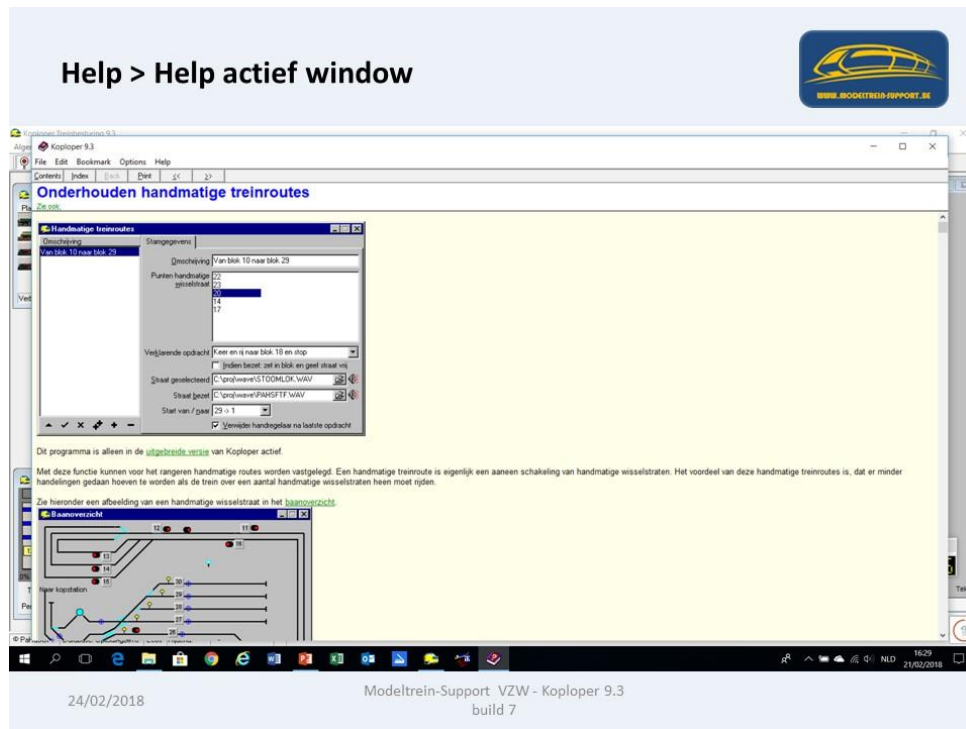 Help > Help actief window
WWW.MODELTREIN-SUPPORT.BE
Koploper Treinbesturing 9.3
Koploper 9.3
File Edit Bookmark Options Help
Contents Index Back Print << >>
Onderhouden handmatige treinroutes
Zie ook.
Handmatige treinroutes
Omschrijving
Stamgegevens
Van blok 10 naar blok 29
Omschrijving Van blok 10 naar blok 29
Punten handmatige wisselstraat
22
23
20
14
17
Verklarende opdracht Keer en rij naar blok 18 en stop
Indien bezet: zet in blok en geef straat vrij
Straat geselecteerd C:\proj\wave\STOOMLOK.WAV
Straat bezet C:\proj\wave\PAHSFTF.WAV
Start van / naar 29 -> 1
Verwijder handregelaar na laatste opdracht
Dit programma is alleen in de uitgebreide versie van Koploper actief.
Met deze functie kunnen voor het rangeren handmatige routes worden vastgelegd. Een handmatige treinroute is eigenlijk een aaneen schakeling van handmatige wisselstraten. Het voordeel van deze handmatige treinroutes is, dat er minder
handelingen gedaan hoeven te worden als de trein over een aantal handmatige wisselstraten heen moet rijden.
Zie hieronder een afbeelding van een handmatige wisselstraat in het baanoverzicht.
Baanoverzicht
12 11
13
14
15
30
29
28
27
26
Naar kopstation
NLD
16:29
21/02/2018
24/02/2018
Modeltrein-Support VZW - Koploper 9.3
build 7